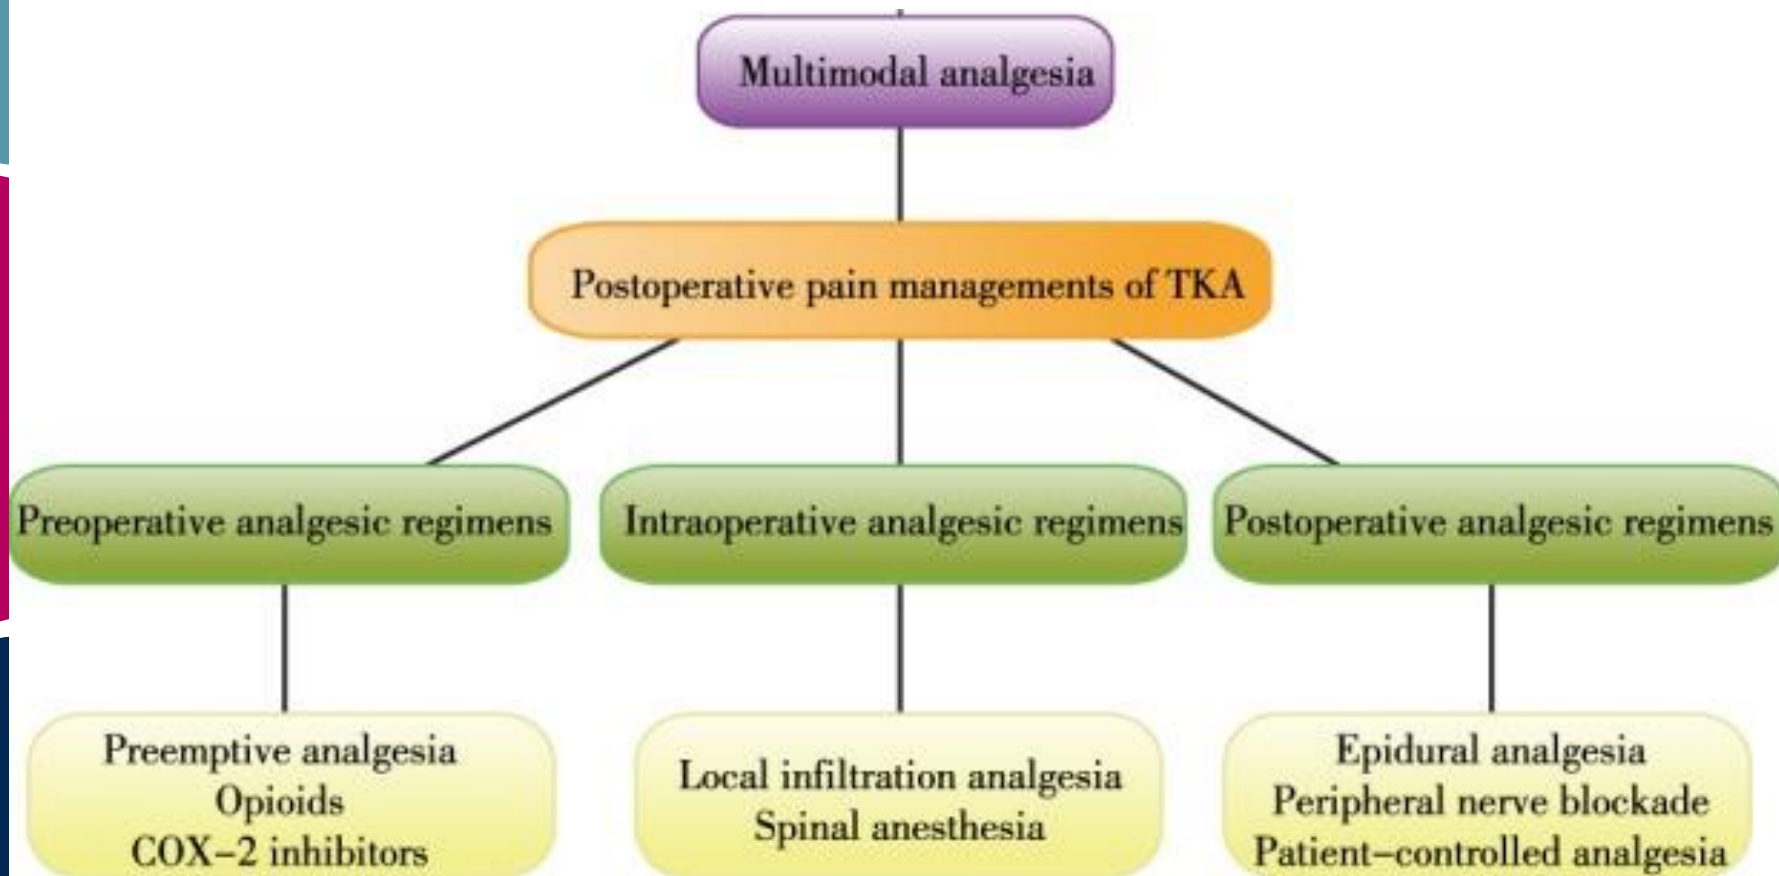 Multimodal analgesia
Postoperative pain managements of TKA
Preoperative analgesic regimens
Intraoperative analgesic regimens
Postoperative analgesic regimens
Preemptive analgesia
Opioids
COX-2 inhibitors
Local infiltration analgesia
Spinal anesthesia
Epidural analgesia
Peripheral nerve blockade
Patient-controlled analgesia